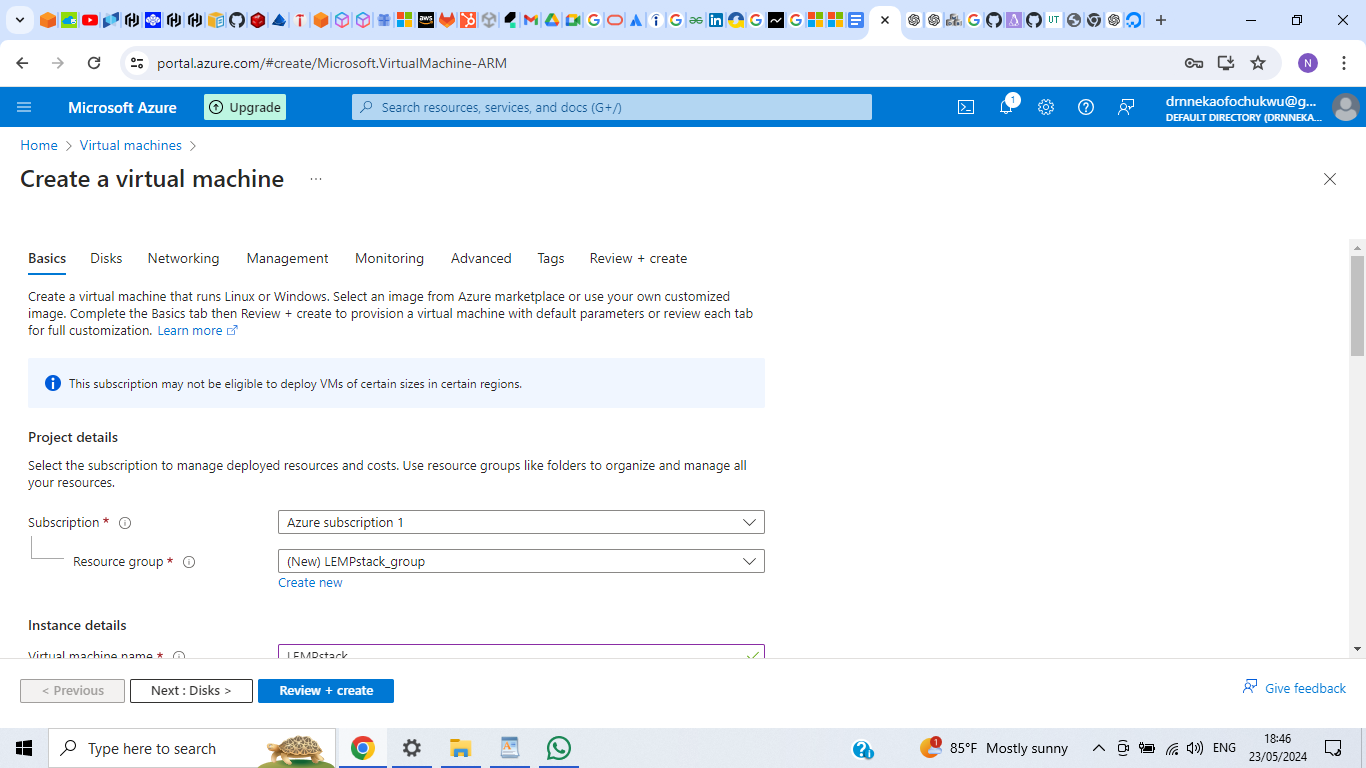 portal.azure.com/#create/Microsoft.VirtualMachine-ARM
N
Microsoft Azure
Upgrade
Search resources, services, and docs (G+/)
1
drnnekaofochukwu@g...
DEFAULT DIRECTORY (DRNNEKA...
Home > Virtual machines >
Create a virtual machine ...
Basics Disks Networking Management Monitoring Advanced Tags Review + create
Create a virtual machine that runs Linux or Windows. Select an image from Azure marketplace or use your own customized
image. Complete the Basics tab then Review + create to provision a virtual machine with default parameters or review each tab
for full customization. Learn more
This subscription may not be eligible to deploy VMs of certain sizes in certain regions.
Project details
Select the subscription to manage deployed resources and costs. Use resource groups like folders to organize and manage all
your resources.
Subscription * Azure subscription 1
Resource group * (New) LEMPstack_group
Create new
Instance details
Virtual machine name * LEMPstack
< Previous Next : Disks > Review + create
Give feedback
Type here to search
1 85°F Mostly sunny
ENG
18:46
23/05/2024